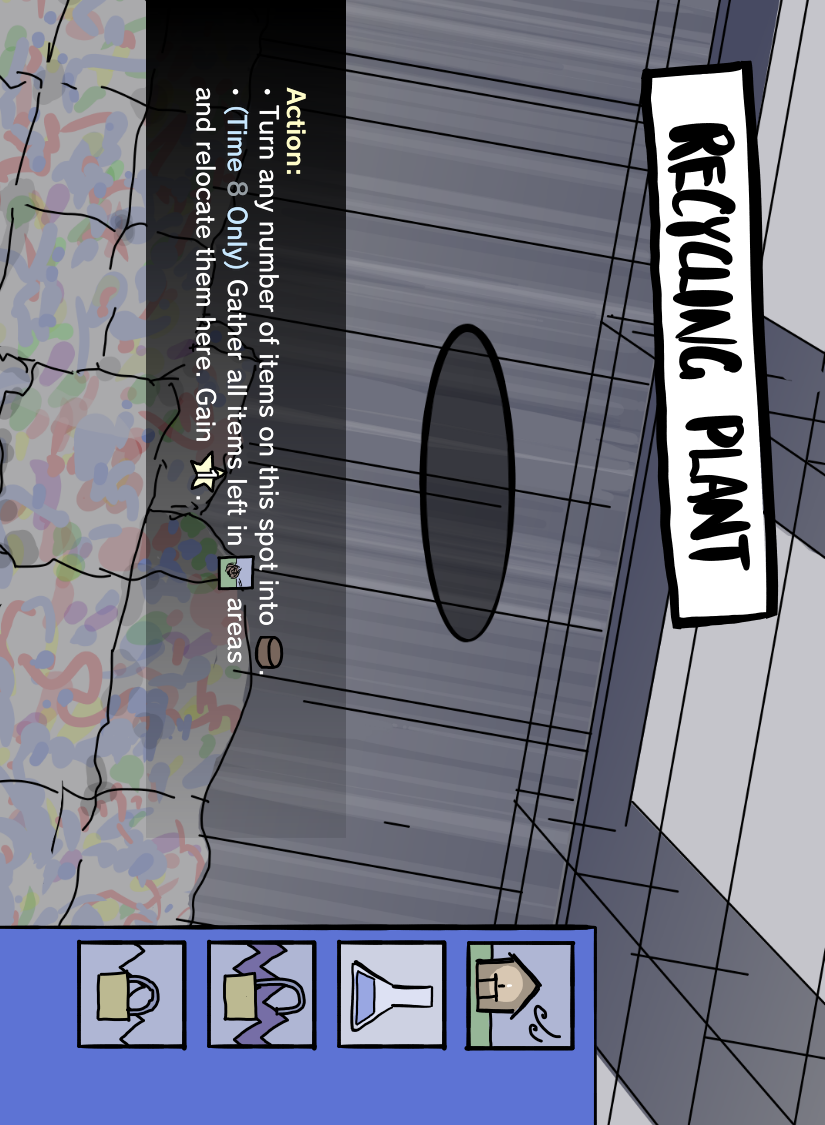 RECYCLING PLANT
Action:
• Turn any number of items on this spot into .
• (Time 8 Only) Gather all items left in areas
and relocate them here. Gain 1.